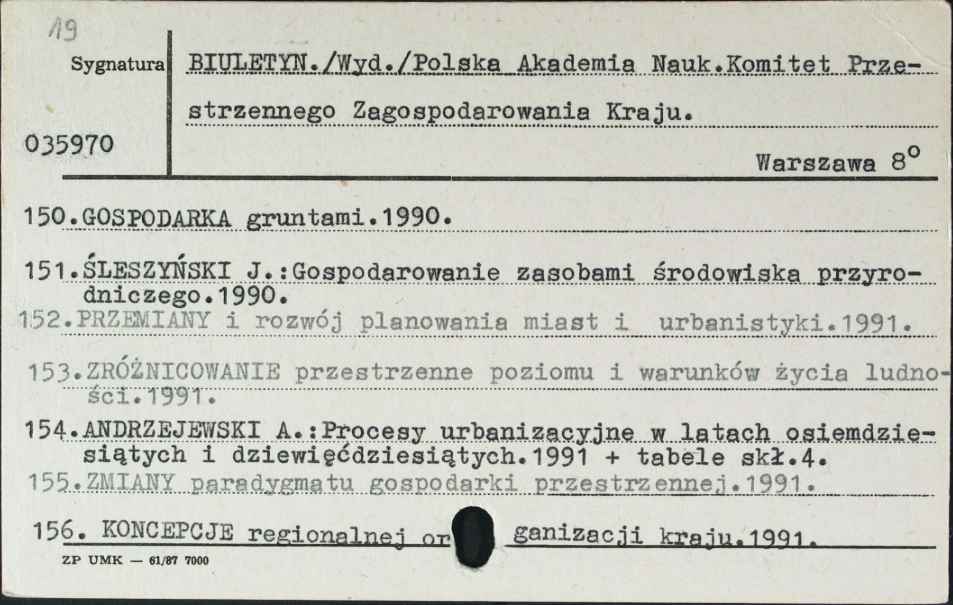 19
Sygnatura
BIULETYN./Wyd./Polska Akademia Nauk.Komitet Prze-
strzennego Zagospodarowania Kraju.
035970
Warszawa 8°
150.GOSPODARKA gruntami.1990.
151.ŚLESZYŃSKI J.:Gospodarowanie zasobami środowiska przyro-
dniczego.1990.
152.PRZEMIANY i rozwój planowania miast i urbanistyki.1991.
153.ZRÓŻNICOWANIE przestrzenne poziomu i warunków życia ludno-
ści.1991.
154.ANDRZEJEWSKI A.:Procesy urbanizacyjne w latach osiemdzie-
siątych i dziewięćdziesiątych.1991 + tabele skł.4.
155.ZMIANY paradygmatu gospodarki przestrzennej.1991.
156. KONCEPCJE regionalnej or ganizacji kraju.1991.
ZP UMK — 61/87 7000